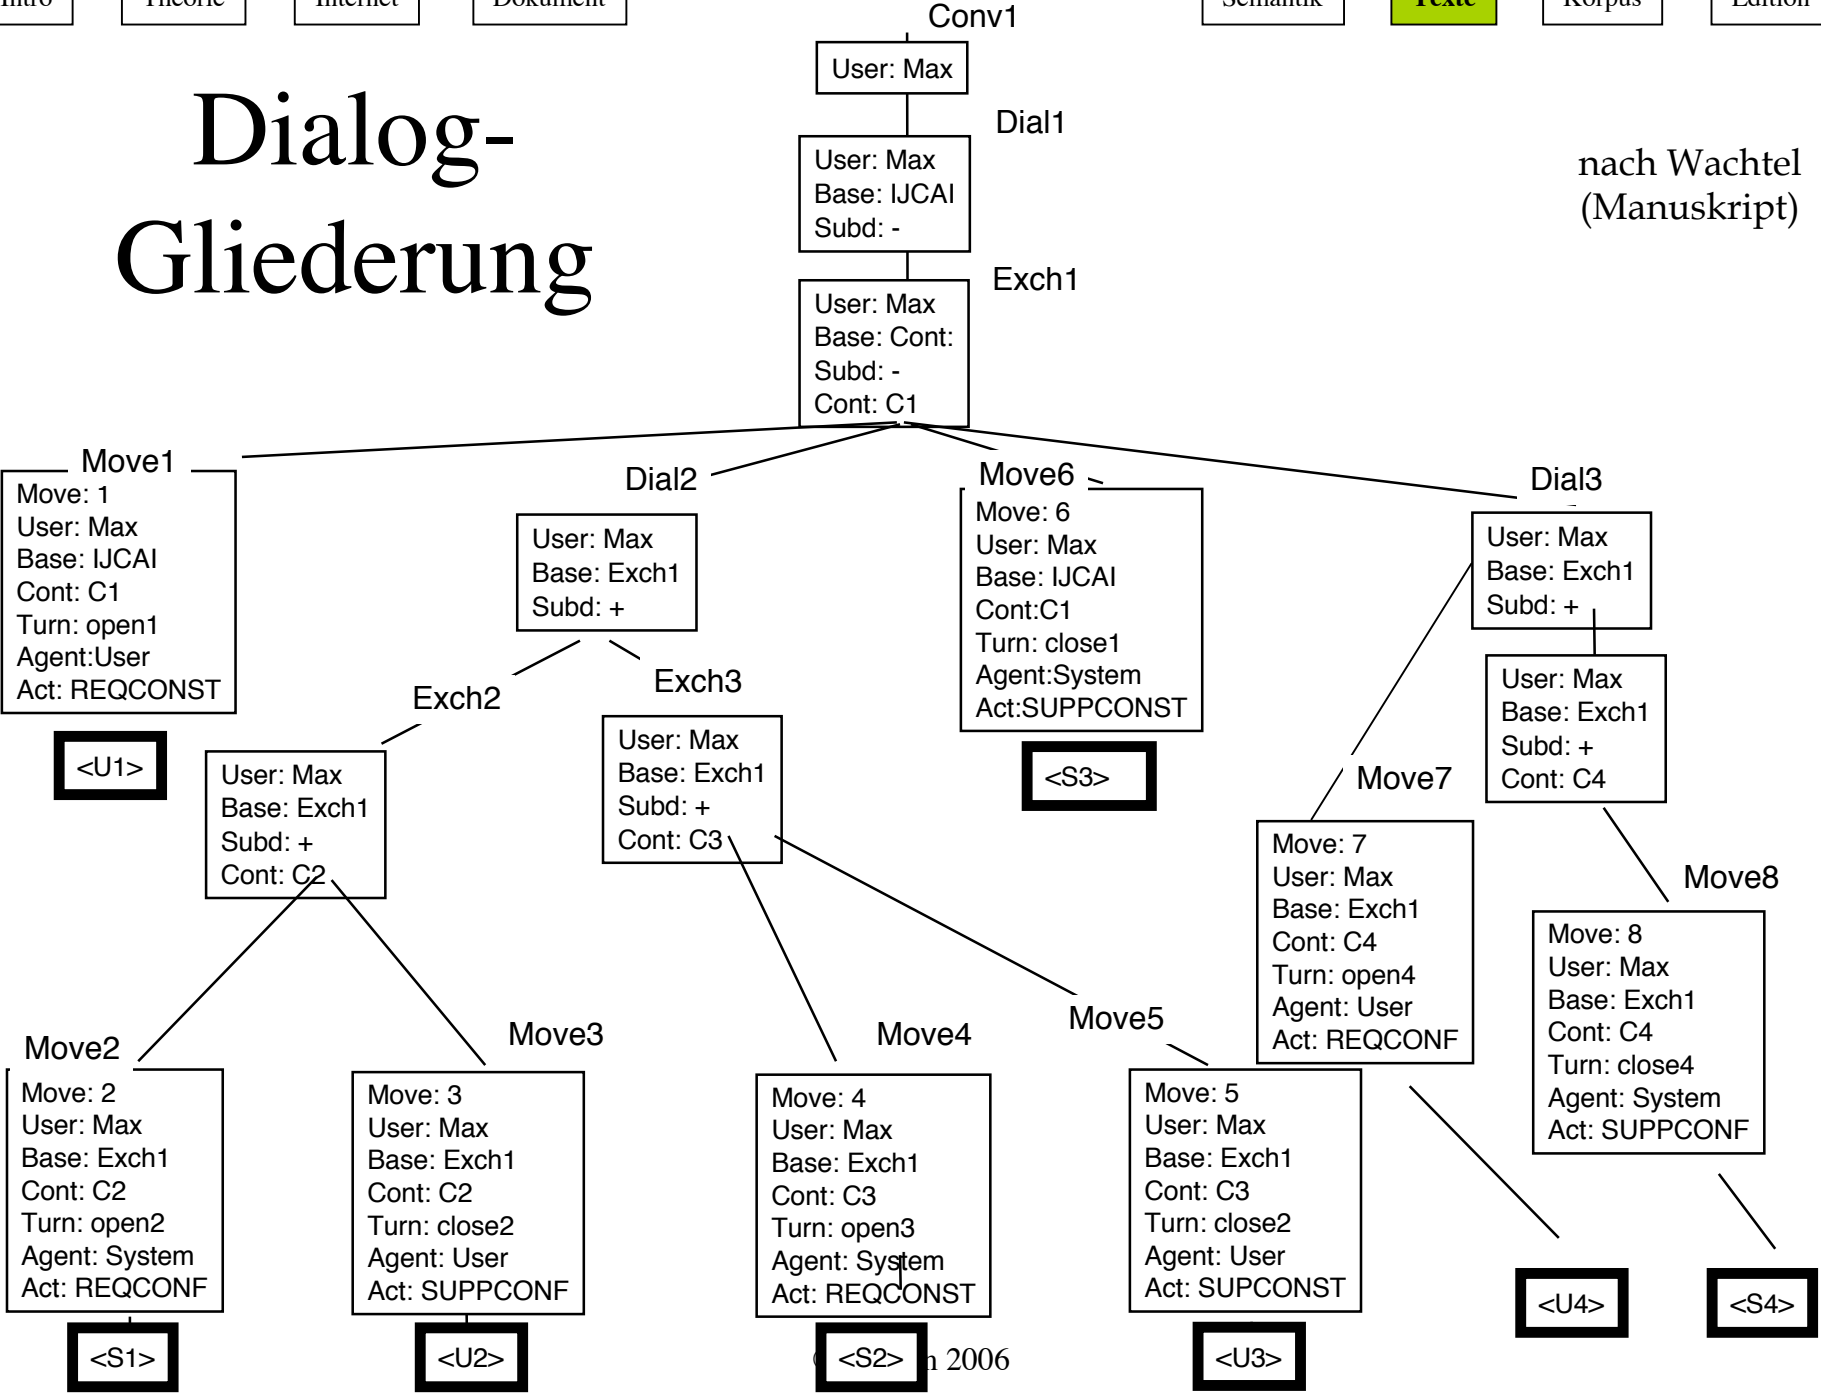 Intro
Theorie
Internet
Dokument
Semantik
Texte
Korpus
Edition
Dialog-
Gliederung
nach Wachtel
(Manuskript)
Conv1
User: Max
Dial1
User: Max
Base: IJCAI
Subd: -
Exch1
User: Max
Base: Cont:
Subd: -
Cont: C1
Move1
Move: 1
User: Max
Base: IJCAI
Cont: C1
Turn: open1
Agent:User
Act: REQCONST
<U1>
Dial2
User: Max
Base: Exch1
Subd: +
Exch2
User: Max
Base: Exch1
Subd: +
Cont: C2
Exch3
User: Max
Base: Exch1
Subd: +
Cont: C3
Move6
Move: 6
User: Max
Base: IJCAI
Cont:C1
Turn: close1
Agent:System
Act:SUPPCONST
<S3>
Dial3
User: Max
Base: Exch1
Subd: +
User: Max
Base: Exch1
Subd: +
Cont: C4
Move7
Move: 7
User: Max
Base: Exch1
Cont: C4
Turn: open4
Agent: User
Act: REQCONF
Move8
Move: 8
User: Max
Base: Exch1
Cont: C4
Turn: close4
Agent: System
Act: SUPPCONF
Move2
Move: 2
User: Max
Base: Exch1
Cont: C2
Turn: open2
Agent: System
Act: REQCONF
<S1>
Move3
Move: 3
User: Max
Base: Exch1
Cont: C2
Turn: close2
Agent: User
Act: SUPPCONF
<U2>
Move4
Move: 4
User: Max
Base: Exch1
Cont: C3
Turn: open3
Agent: System
Act: REQCONST
<S2>
Move5
Move: 5
User: Max
Base: Exch1
Cont: C3
Turn: close2
Agent: User
Act: SUPCONST
<U3>
<U4>
<S4>
2006